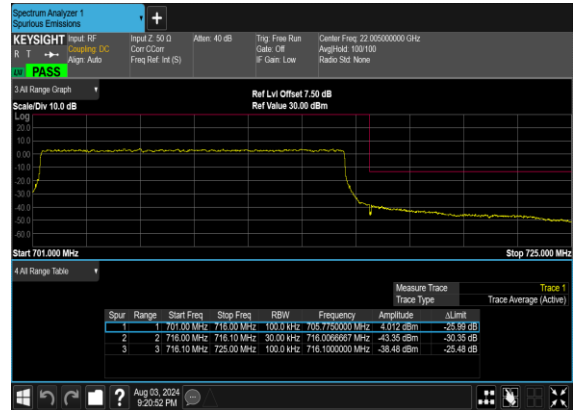 Spectrum Analyzer 1
Spurious Emissions
KEYSIGHT
R T
Input: RF
Coupling: DC
Align: Auto
Input Z: 50 Ω
Corr CCorr
Freq Ref: Int (S)
Atten: 40 dB
Trig: Free Run
Gate: Off
IF Gain: Low
Center Freq: 22.005000000 GHz
Avg|Hold: 100/100
Radio Std: None
PASS
3 All Range Graph
Scale/Div 10.0 dB
Ref Lvl Offset 7.50 dB
Ref Value 30.00 dBm
Log
20.0
10.0
0.00
-10.0
-20.0
-30.0
-40.0
-50.0
-60.0
Start 701.000 MHz
Stop 725.000 MHz
4 All Range Table
Measure Trace Trace 1
Trace Type Trace Average (Active)
Spur Range Start Freq Stop Freq RBW Frequency Amplitude ΔLimit
1 1 701.00 MHz 716.00 MHz 100.0 kHz 705.7750000 MHz 4.012 dBm -25.99 dB
2 2 716.00 MHz 716.10 MHz 30.00 kHz 716.0066667 MHz -43.35 dBm -30.35 dB
3 3 716.10 MHz 725.00 MHz 100.0 kHz 716.1000000 MHz -38.48 dBm -25.48 dB
?
Aug 03, 2024
9:20:52 PM